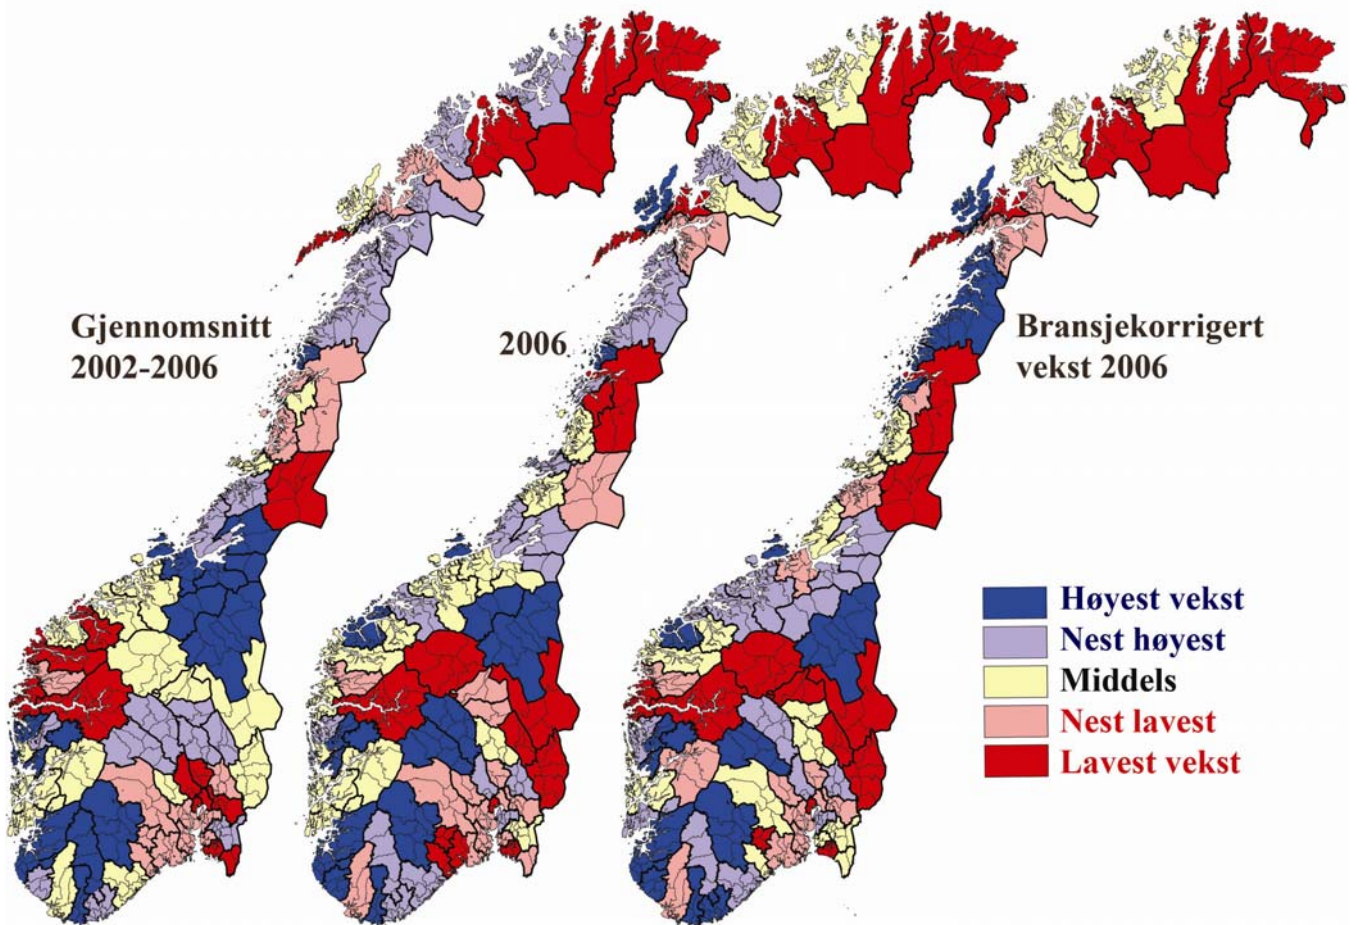 Gjennomsnitt
2002-2006
2006
Bransjekorrigert
vekst 2006
Høyest vekst
Nest høyest
Middels
Nest lavest
Lavest vekst